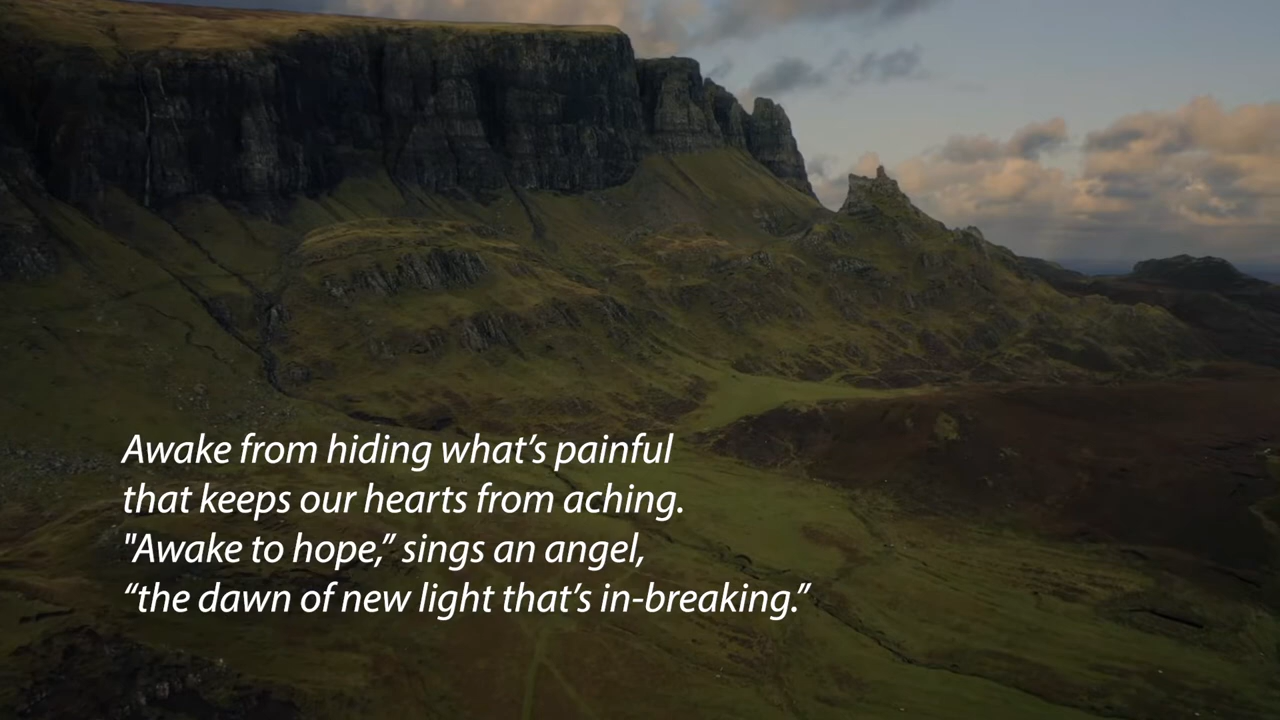 Awake from hiding what’s painful
that keeps our hearts from aching.
"Awake to hope,” sings an angel,
“the dawn of new light that’s in-breaking.”